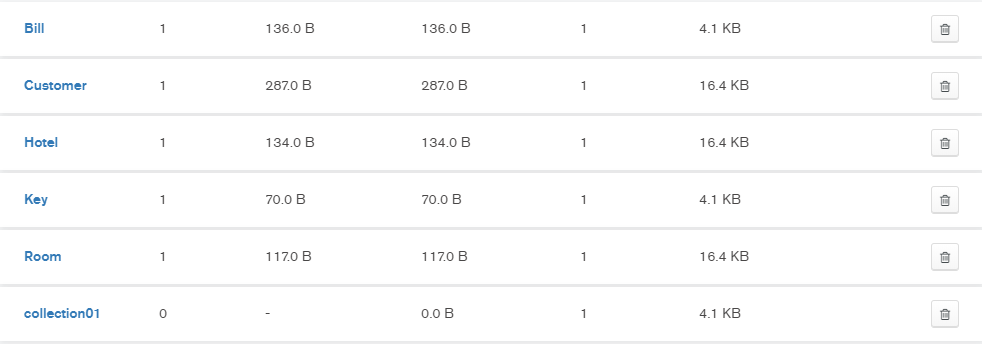 Bill 1 136.0 B 136.0 B 1 4.1 KB
Customer 1 287.0 B 287.0 B 1 16.4 KB
Hotel 1 134.0 B 134.0 B 1 16.4 KB
Key 1 70.0 B 70.0 B 1 4.1 KB
Room 1 117.0 B 117.0 B 1 16.4 KB
collection01 0 - 0.0 B 1 4.1 KB